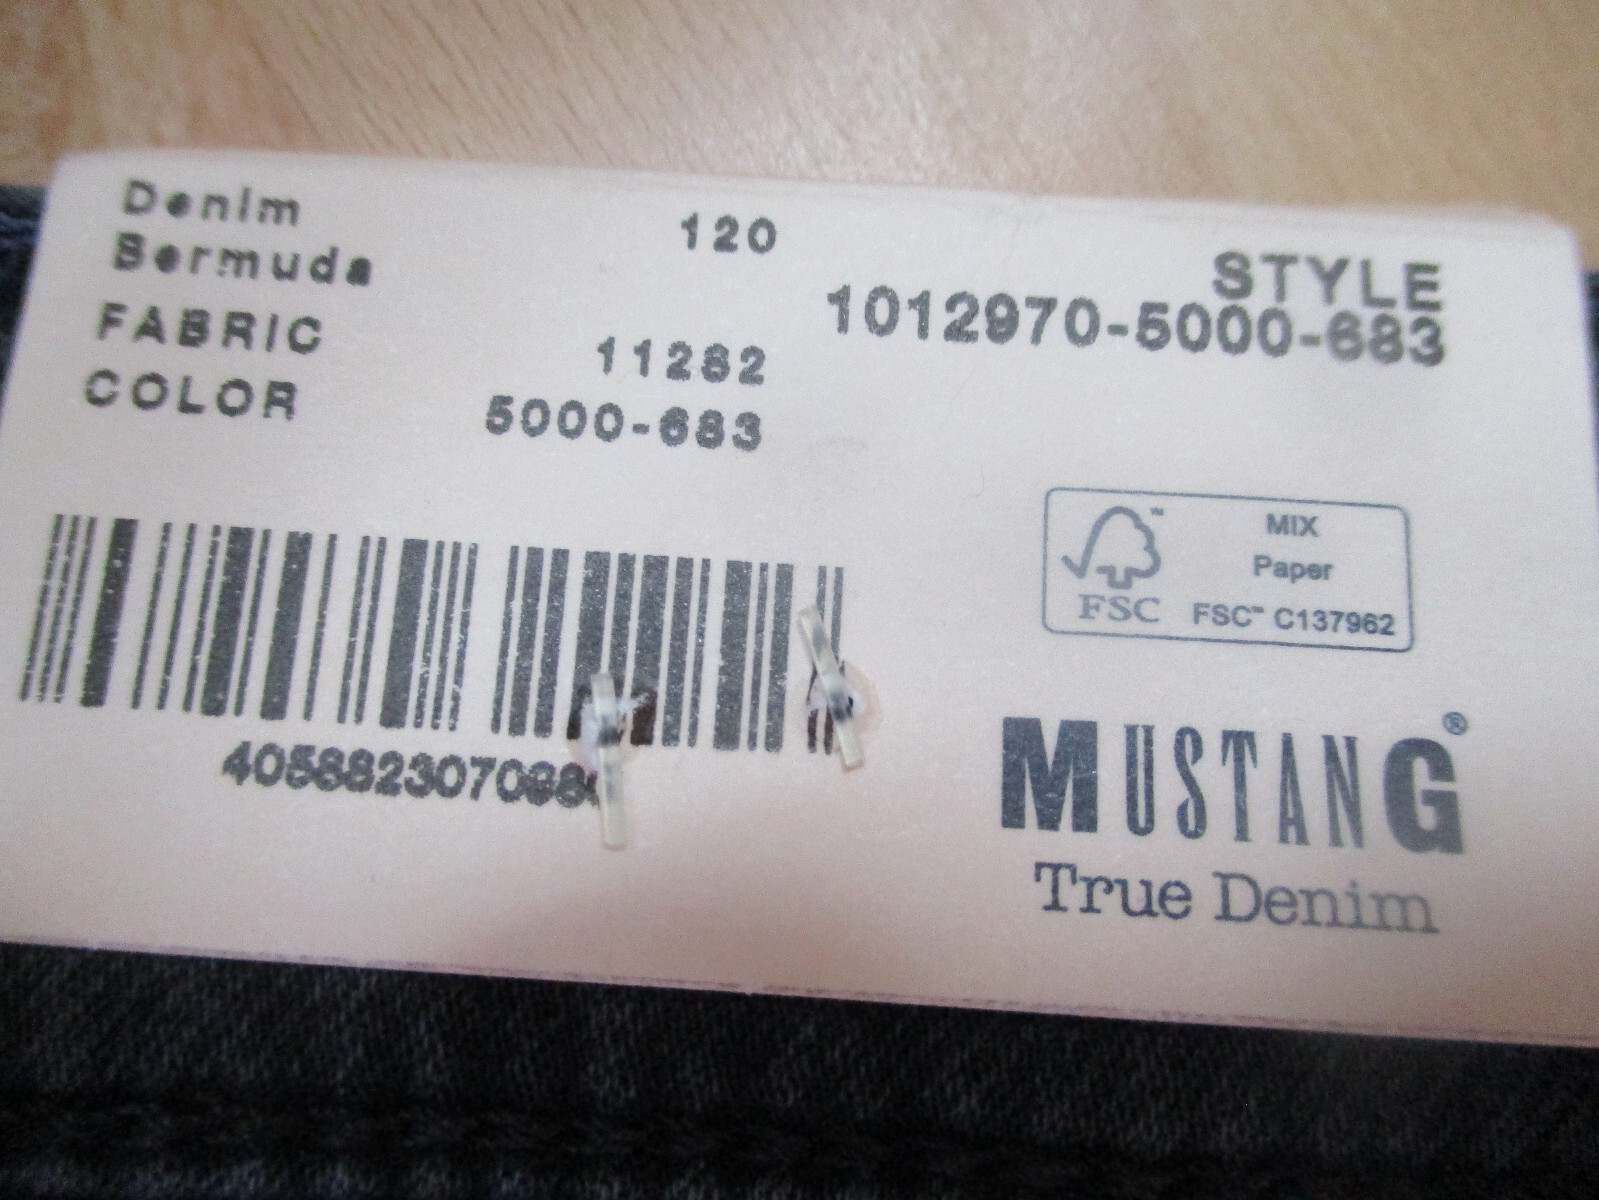 Denim
Bermuda 120
FABRIC 11282
COLOR 5000-683
STYLE
1012970-5000-683
MIX
Paper
FSC™ C137962
FSC
MUSTANG®
True Denim